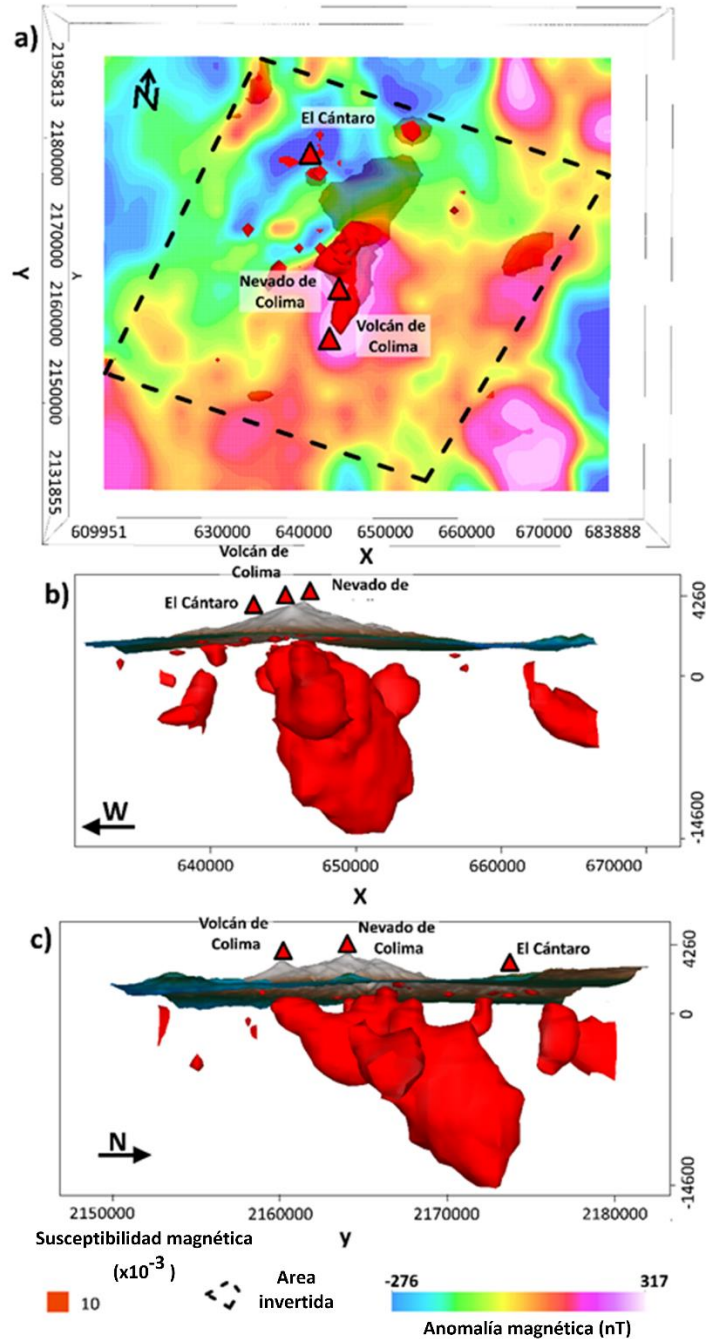 a)
N
2195813
2180000
2170000
2160000
2150000
2131855
Y
Y
El Cántaro
Nevado de
Colima
Volcán de
Colima
609951 630000 640000 650000 660000 670000 683888
X
b)
Volcán de
Colima
El Cántaro
Nevado de
4260
0
-14600
W
640000 650000 660000 670000
X
c)
Volcán de
Colima
Nevado de
Colima
El Cántaro
4260
0
-14600
N
2150000 2160000 2170000 2180000
y
Susceptibilidad magnética
(x10-3)
10
Area
invertida
-276 317
Anomalía magnética (nT)